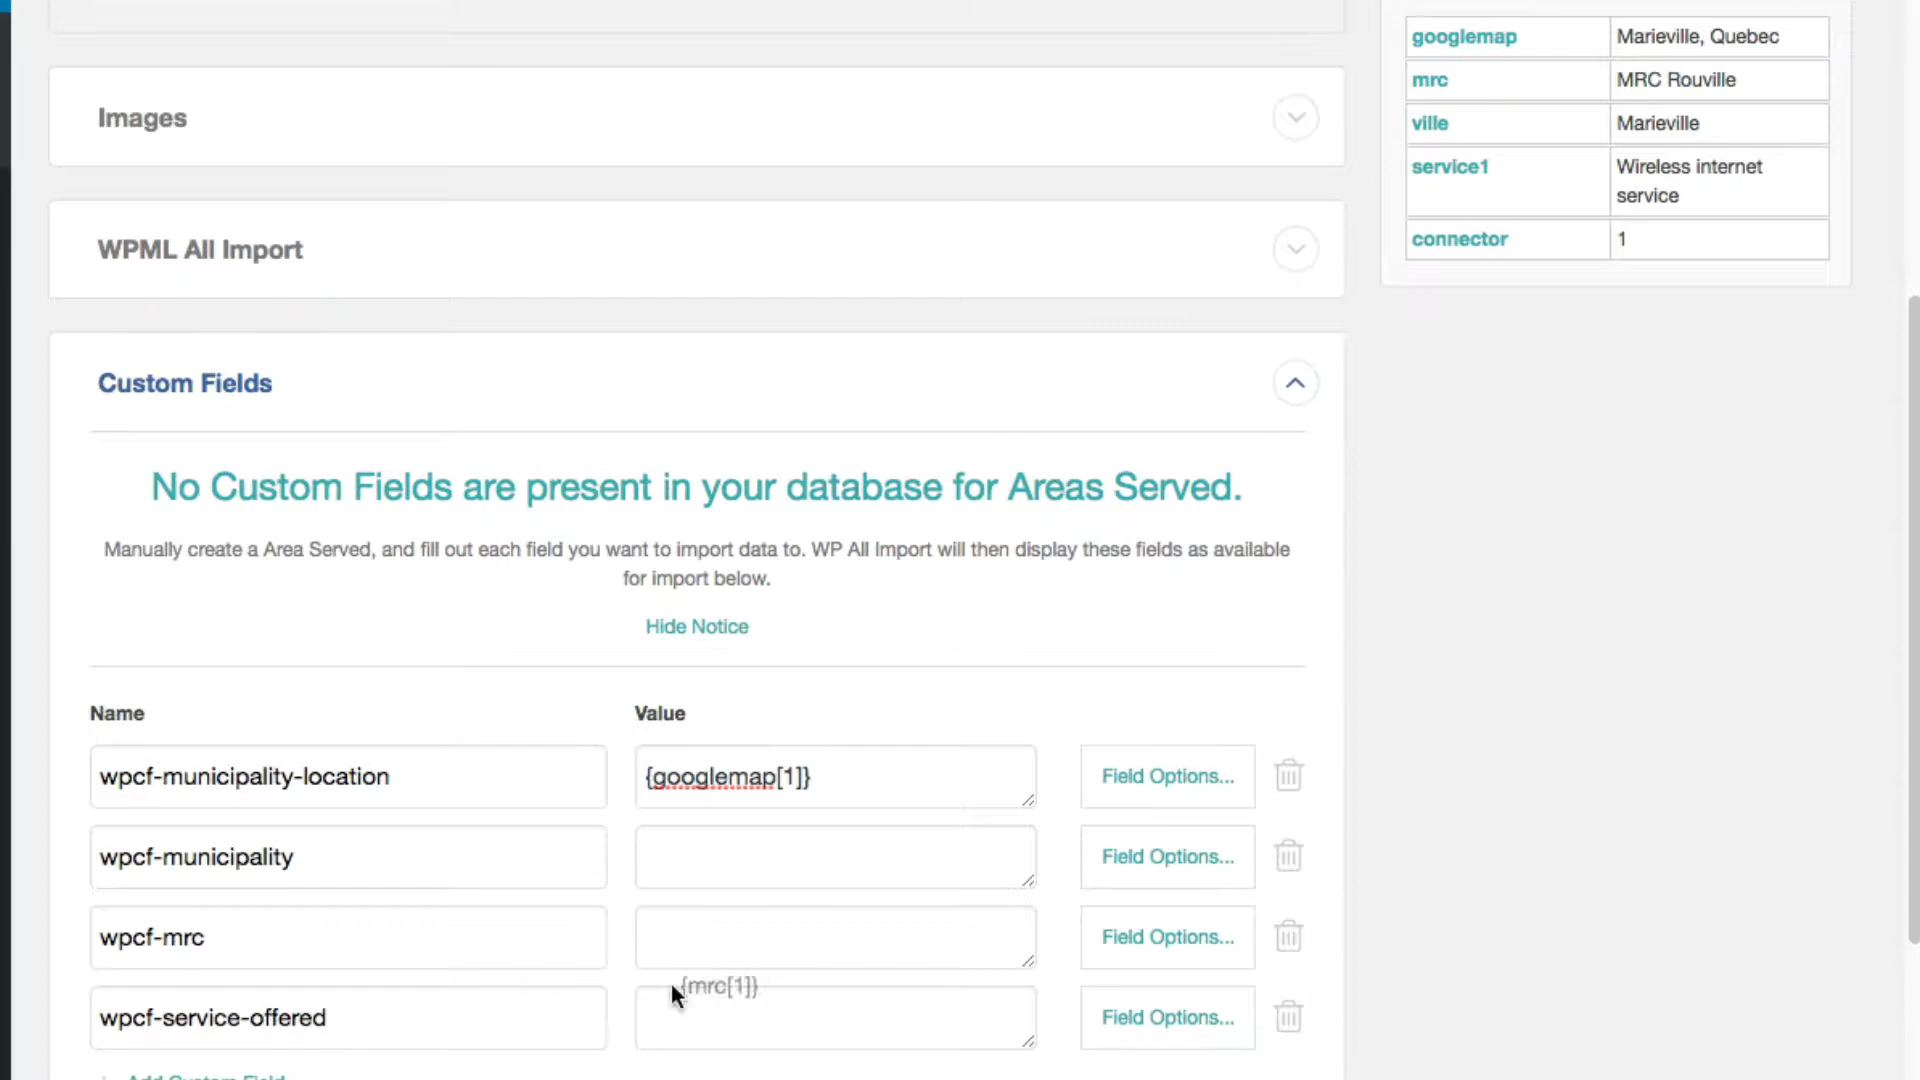 googlemap Marieville, Quebec
mrc MRC Rouville
ville Marieville
service1 Wireless internet
service
connector 1
Images
WPML All Import
Custom Fields
No Custom Fields are present in your database for Areas Served.
Manually create a Area Served, and fill out each field you want to import data to. WP All Import will then display these fields as available
for import below.
Hide Notice
Name Value
wpcf-municipality-location {googlemap[1]} Field Options...
wpcf-municipality Field Options...
wpcf-mrc Field Options...
{mrc[1]}
wpcf-service-offered Field Options...
Add Custom Field